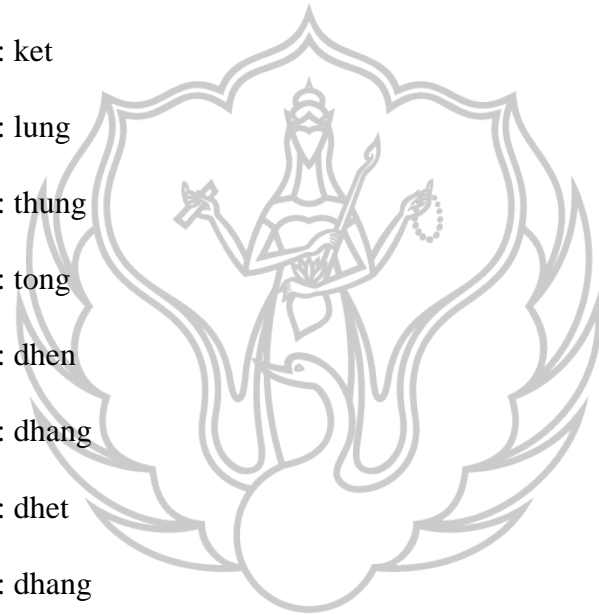 : ket
: lung
: thung
: tong
: dhen
: dhang
: dhet
: dhang